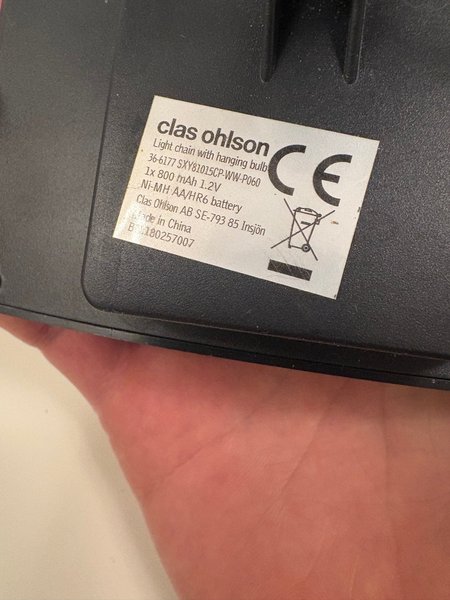 clas ohlson
Light chain with hanging bulb
36-6177 SXY81015CP-WW-P060
1x 800 mAh 1.2V
Ni-MH AA/HR6 battery
Clas Ohlson AB SE-793 85 Insjön
Made in China
180257007
CE